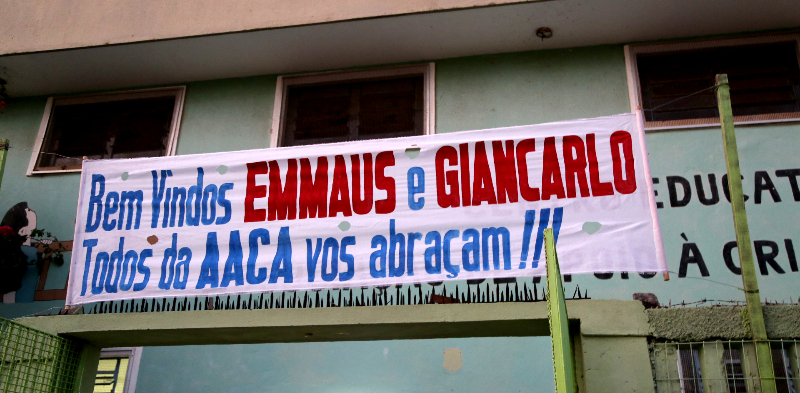 Bem Vindos EMMAUS e GIANCARLO
Todos da AACA vos abraçam!!!
EDUCAT
À CRI